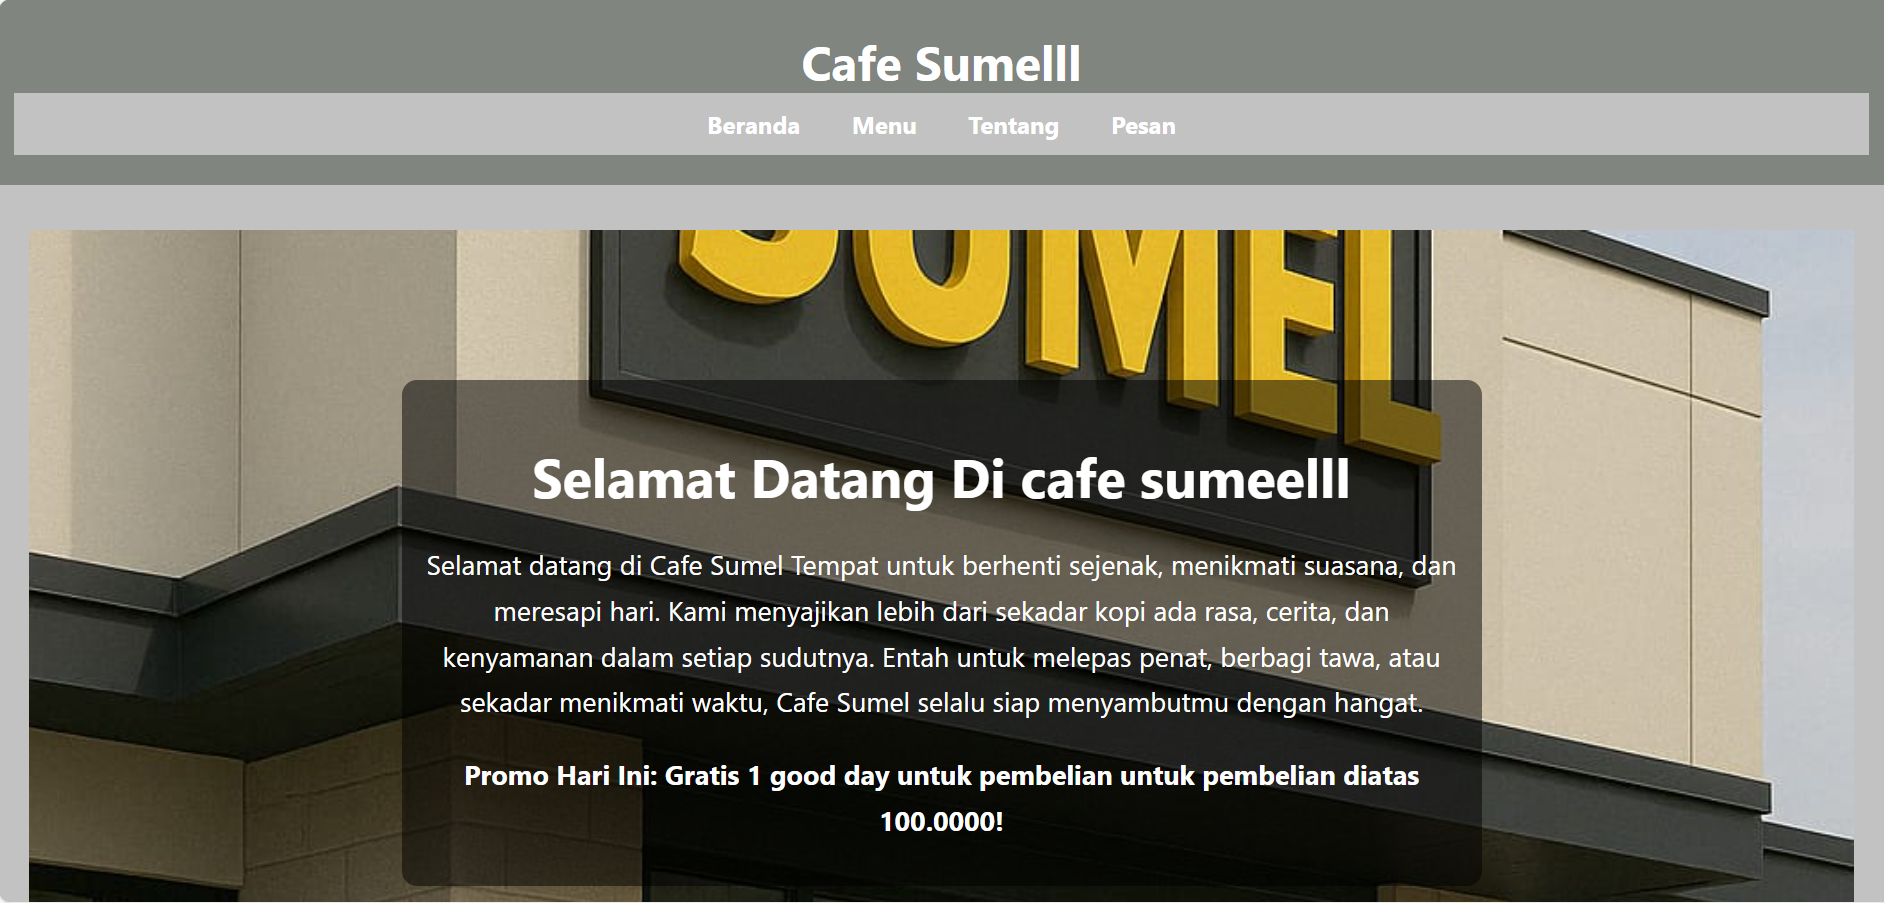 Cafe Sumelll
Beranda Menu Tentang Pesan
SUMEL
Selamat Datang Di cafe sumeelll
Selamat datang di Cafe Sumel Tempat untuk berhenti sejenak, menikmati suasana, dan
meresapi hari. Kami menyajikan lebih dari sekadar kopi ada rasa, cerita, dan
kenyamanan dalam setiap sudutnya. Entah untuk melepas penat, berbagi tawa, atau
sekadar menikmati waktu, Cafe Sumel selalu siap menyambutmu dengan hangat.
Promo Hari Ini: Gratis 1 good day untuk pembelian untuk pembelian diatas
100.0000!